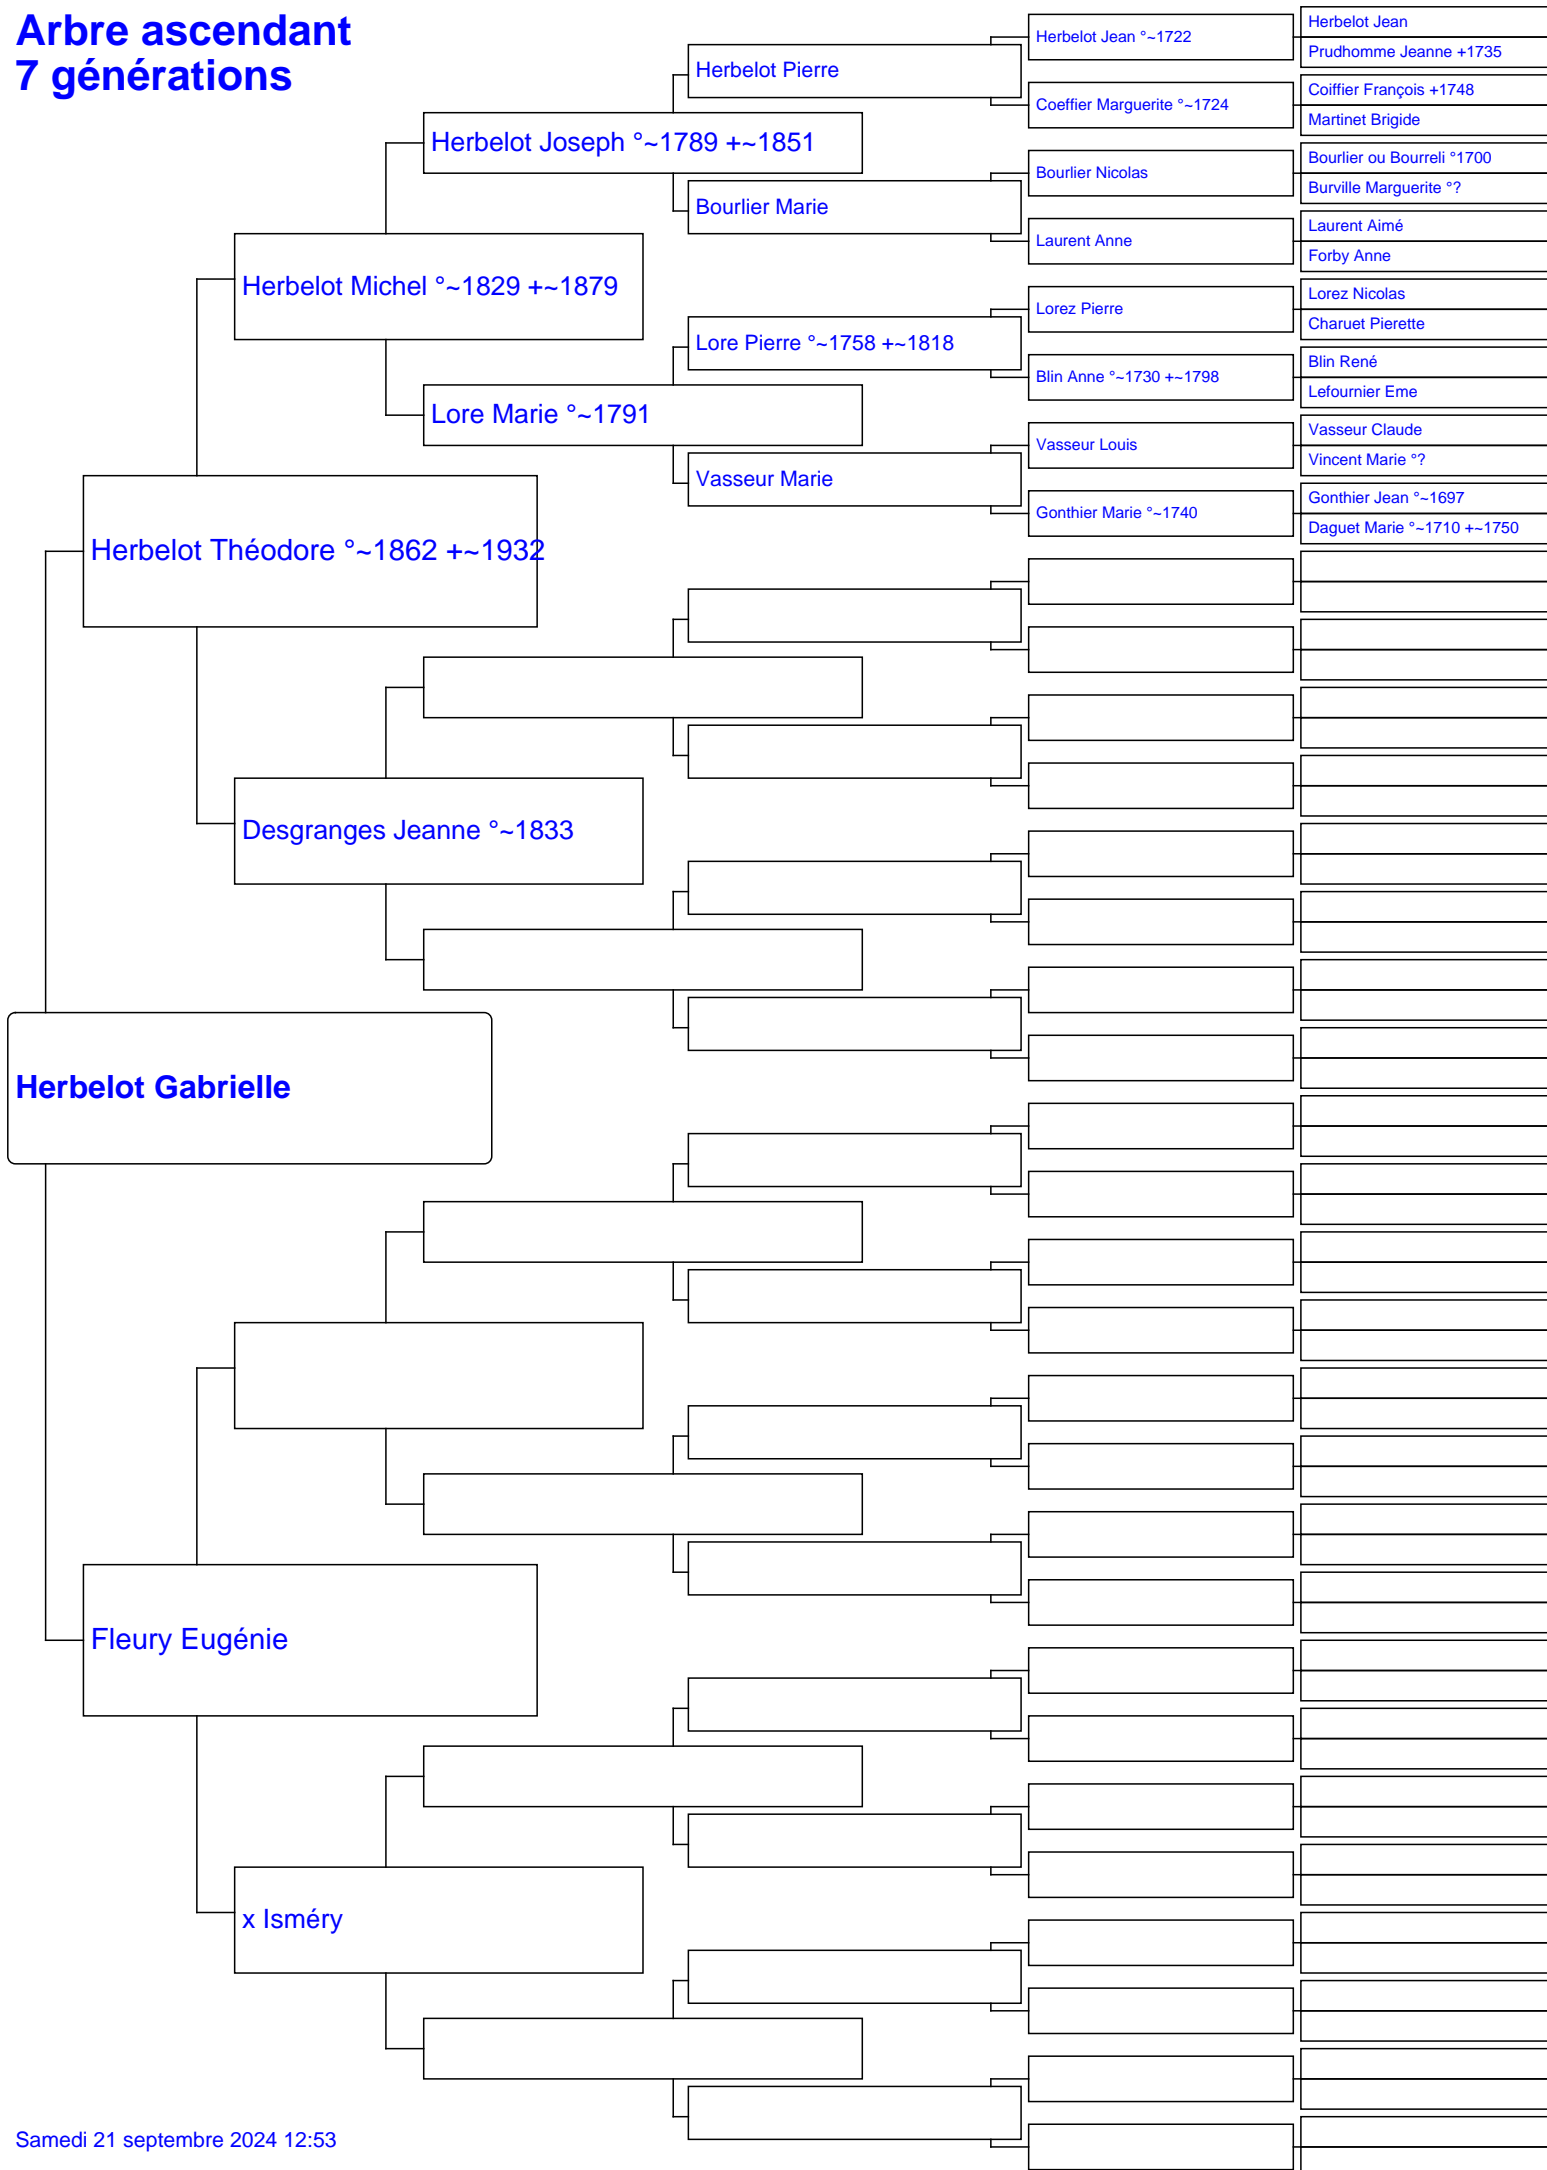 Arbre ascendant
7 générations
Herbelot Jean
Herbelot Jean °~1722
Prudhomme Jeanne +1735
Herbelot Pierre
Coiffier François +1748
Coeffier Marguerite °~1724
Martinet Brigide
Herbelot Joseph °~1789 +~1851
Bourlier ou Bourreli °1700
Bourlier Nicolas
Burville Marguerite °?
Bourlier Marie
Laurent Aimé
Laurent Anne
Forby Anne
Herbelot Michel °~1829 +~1879
Lorez Nicolas
Lorez Pierre
Charuet Pierette
Lore Pierre °~1758 +~1818
Blin René
Blin Anne °~1730 +~1798
Lefournier Eme
Lore Marie °~1791
Vasseur Claude
Vasseur Louis
Vincent Marie °?
Vasseur Marie
Gonthier Jean °~1697
Gonthier Marie °~1740
Daguet Marie °~1710 +~1750
Herbelot Théodore °~1862 +~1932
Desgranges Jeanne °~1833
Herbelot Gabrielle
Fleury Eugénie
x Isméry
Samedi 21 septembre 2024 12:53